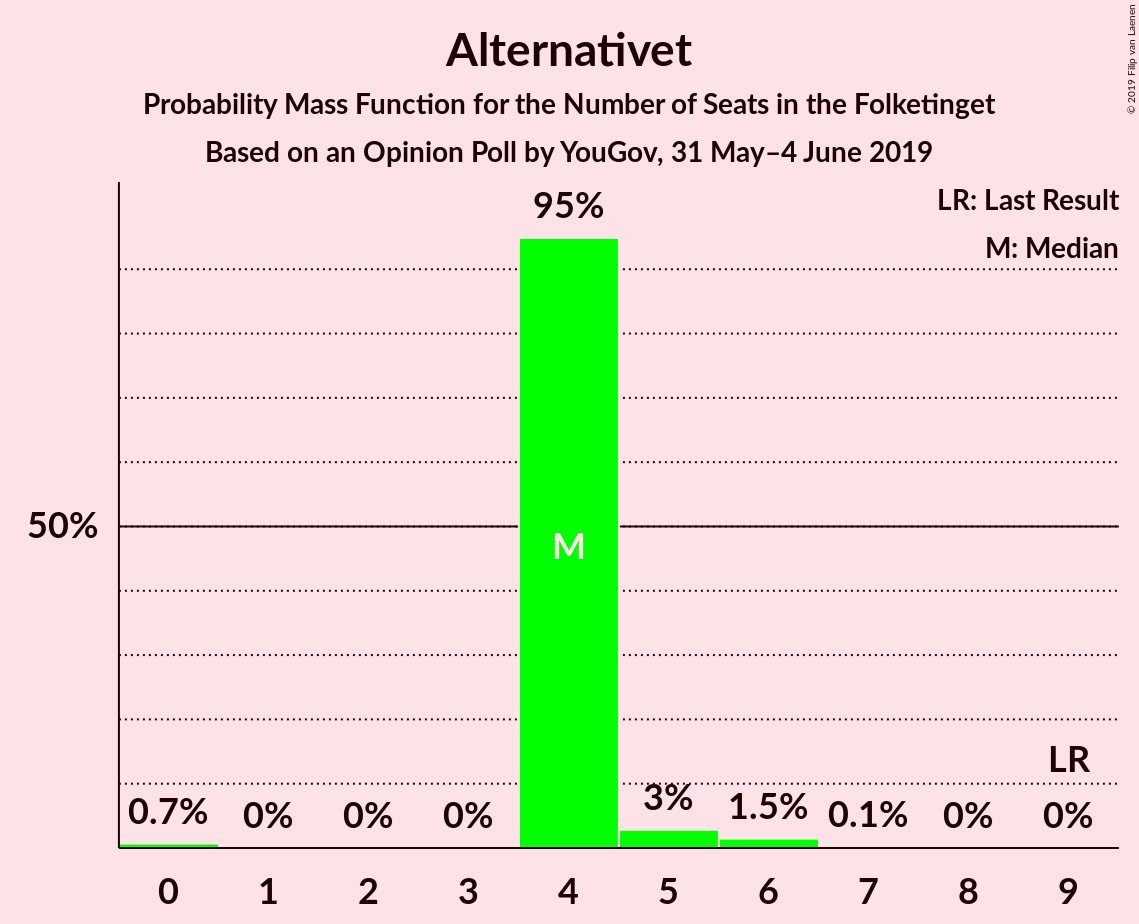 Alternativet
Probability Mass Function for the Number of Seats in the Folketinget
Based on an Opinion Poll by YouGov, 31 May–4 June 2019
© 2019 Filip van Laenen
LR: Last Result
M: Median
95%
50%
M
LR
0.7%
0%
0%
0%
3%
1.5%
0.1%
0%
0%
0 1 2 3 4 5 6 7 8 9